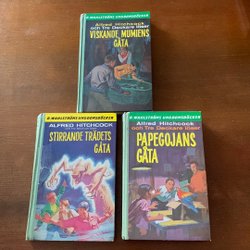 B. WAHLSTRÖMS UNGDOMSBÖCKER
Alfred Hitchcock
och Tre Deckare löser
VISKANDE MUMIENS
GÅTA
B. WAHLSTRÖMS UNGDOMSBÖCKER
ALFRED HITCHCOCK
STIRRANDE TRÄDETS
GÅTA
B. WAHLSTRÖMS UNGDOMSBÖCKER
Alfred Hitchcock
och Tre Deckare löser
PAPEGOJANS
GÅTA